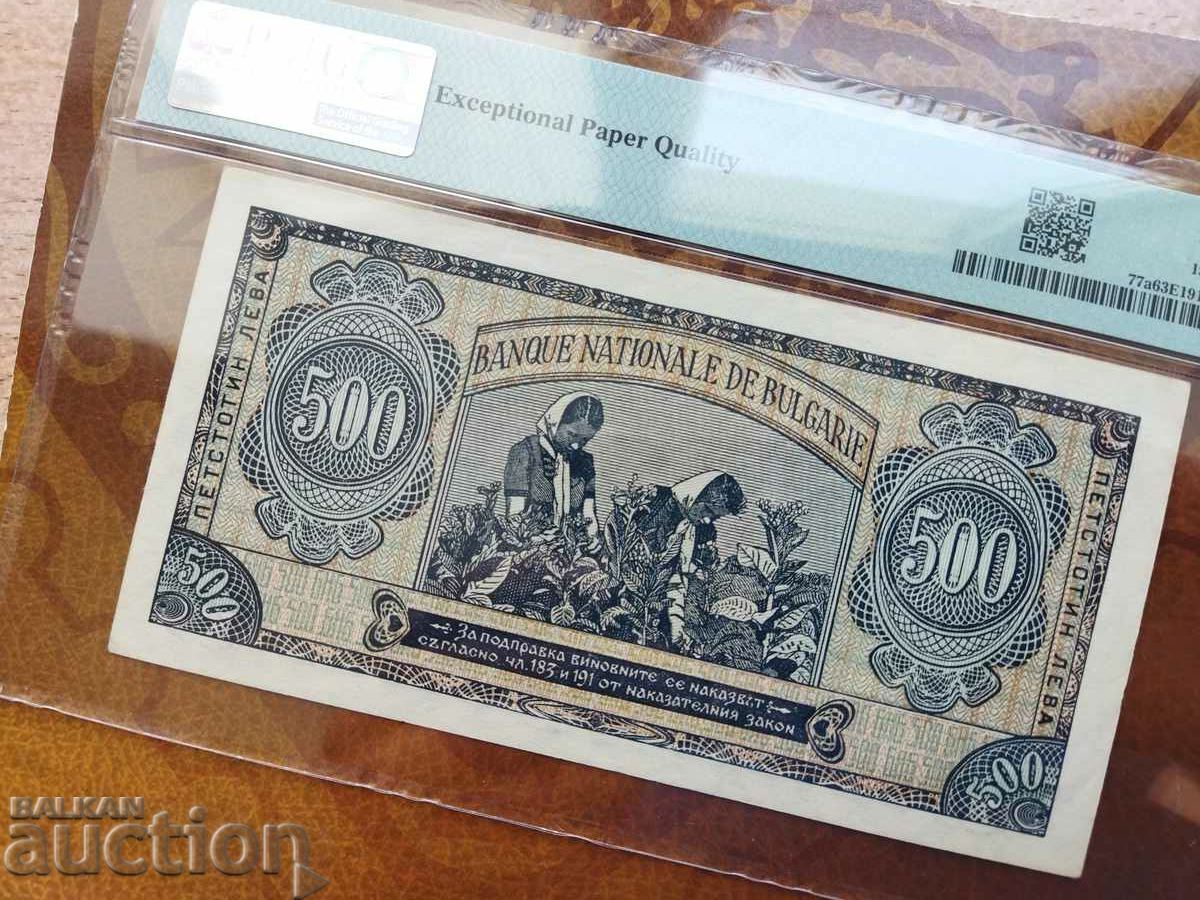 Exceptional Paper Quality
77a63E19
BANQUE NATIONALE DE BULGARIE
ПЕТСТОТИН ЛЕВА
500
500
ПЕТСТОТИН ЛЕВА
500
За подправка виновните се наказвѫт
съгласно чл. 183 и 191 от наказателния закон
500
BALKAN
auction